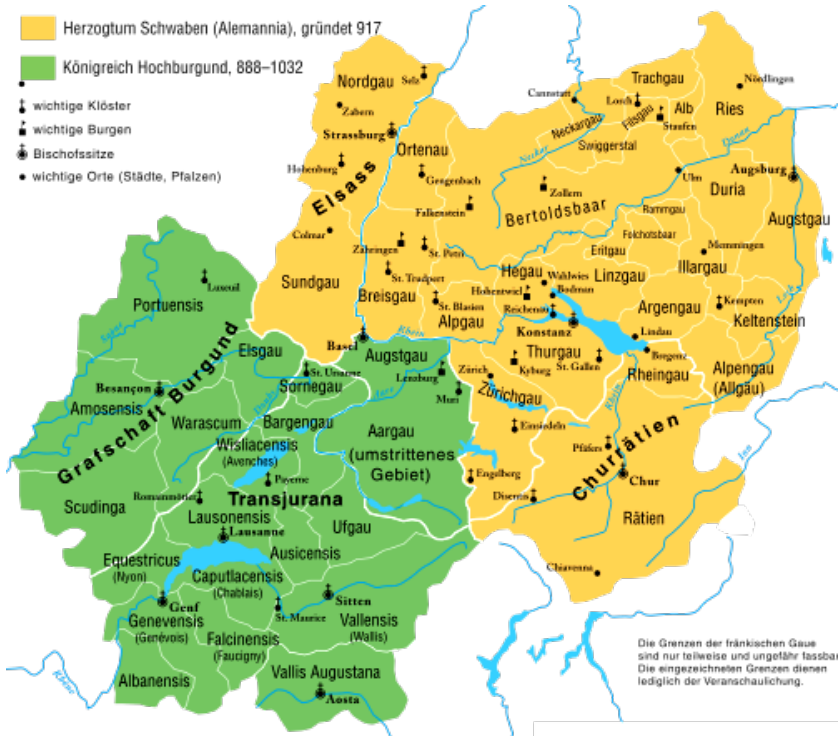 Herzogtum Schwaben (Alemannia), gründet 917
Königreich Hochburgund, 888–1032
wichtige Klöster
wichtige Burgen
Bischofssitze
wichtige Orte (Städte, Pfalzen)
Nordgau
Selz
Zabern
Strassburg
Hohenburg
Elsass
Colmar
Sundgau
Ortenau
Gengenbach
Falkenstein
Zähringen
St. Peter
St. Trudpert
Breisgau
St. Blasien
Alpgau
Basel
Rhein
Cannstatt
Neckargau
Neckar
Lorch
Filsgau
Trachgau
Alb
Staufen
Ries
Nördlingen
Swiggerstal
Donau
Ulm
Augsburg
Duria
Augstgau
Zollern
Bertoldsbaar
Rammgau
Folchotsbaar
Eritgau
Memmingen
Illargau
Hegau
Wahlwies
Linzgau
Hohentwiel
Bodman
Reichenau
Konstanz
Argengau
Kempten
Lech
Keltenstein
Lindau
Bregenz
Thurgau
St. Gallen
Kyburg
Rheingau
Alpengau
(Allgäu)
Zürich
Zürichgau
Rhein
Einsiedeln
Pfäfers
Churrätien
Inn
Engelberg
Disentis
Chur
Rätien
Chiavenna
Luxeuil
Portuensis
Saône
Grafschaft Burgund
Elsgau
Augstgau
Lenzburg
St. Ursanne
Sornegau
Aare
Muri
Besançon
Doubs
Amosensis
Warascum
Bargengau
Aargau
(umstrittenes
Gebiet)
Wisliacensis
(Avenches)
Payerne
Scudinga
Romainmôtier
Transjurana
Lausonensis
Ufgau
Lausanne
Ausicensis
Equestricus
(Nyon)
Caputlacensis
(Chablais)
Genf
Sitten
St. Maurice
Genevensis
(Genévois)
Vallensis
(Wallis)
Falcinensis
(Faucigny)
Rhone
Albanensis
Vallis Augustana
Aosta
Die Grenzen der fränkischen Gaue
sind nur teilweise und ungefähr fassbar
Die eingezeichneten Grenzen dienen
lediglich der Veranschaulichung.